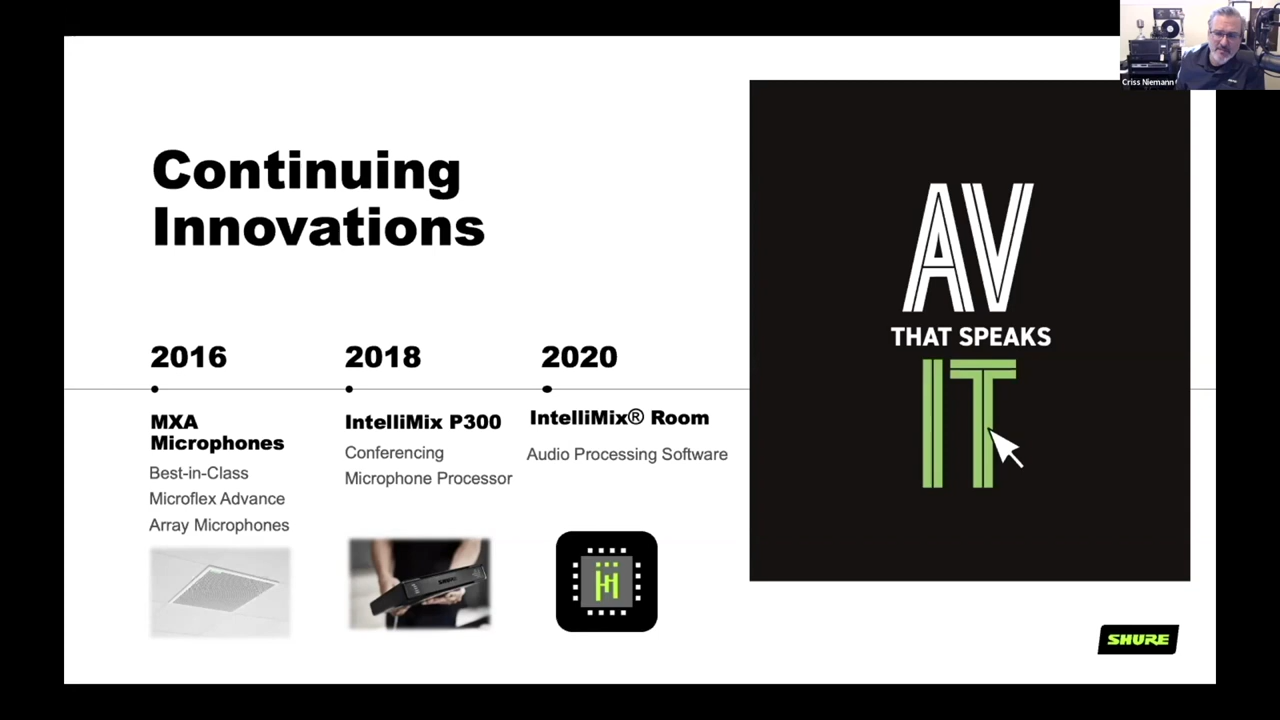 Criss Niemann
Continuing
Innovations
2016
MXA
Microphones
Best-in-Class
Microflex Advance
Array Microphones
2018
IntelliMix P300
Conferencing
Microphone Processor
SHURE
2020
IntelliMix® Room
Audio Processing Software
AV
THAT SPEAKS
IT
SHURE